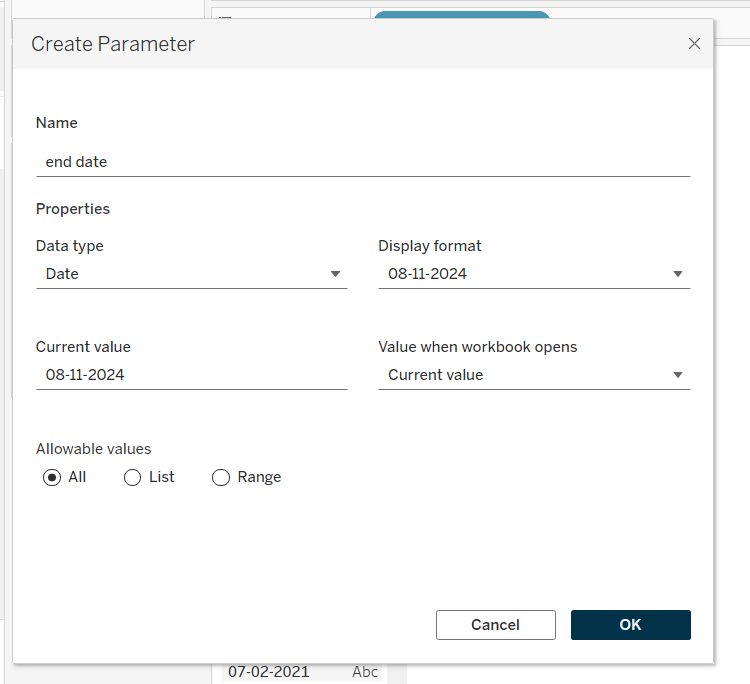 Create Parameter
Name
end date
Properties
Data type Display format
Date 08-11-2024
Current value Value when workbook opens
08-11-2024 Current value
Allowable values
All List Range
Cancel OK
07-02-2021 Abc